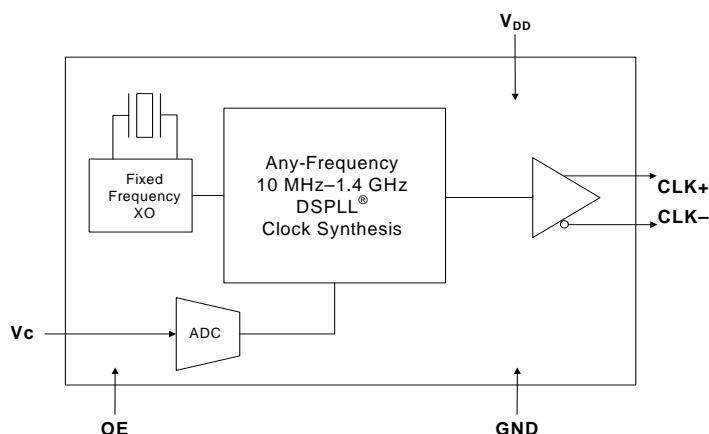 VDD
Fixed
Frequency
XO
Any-Frequency
10 MHz–1.4 GHz
DSPLL®
Clock Synthesis
CLK+
CLK–
Vc
ADC
OE
GND